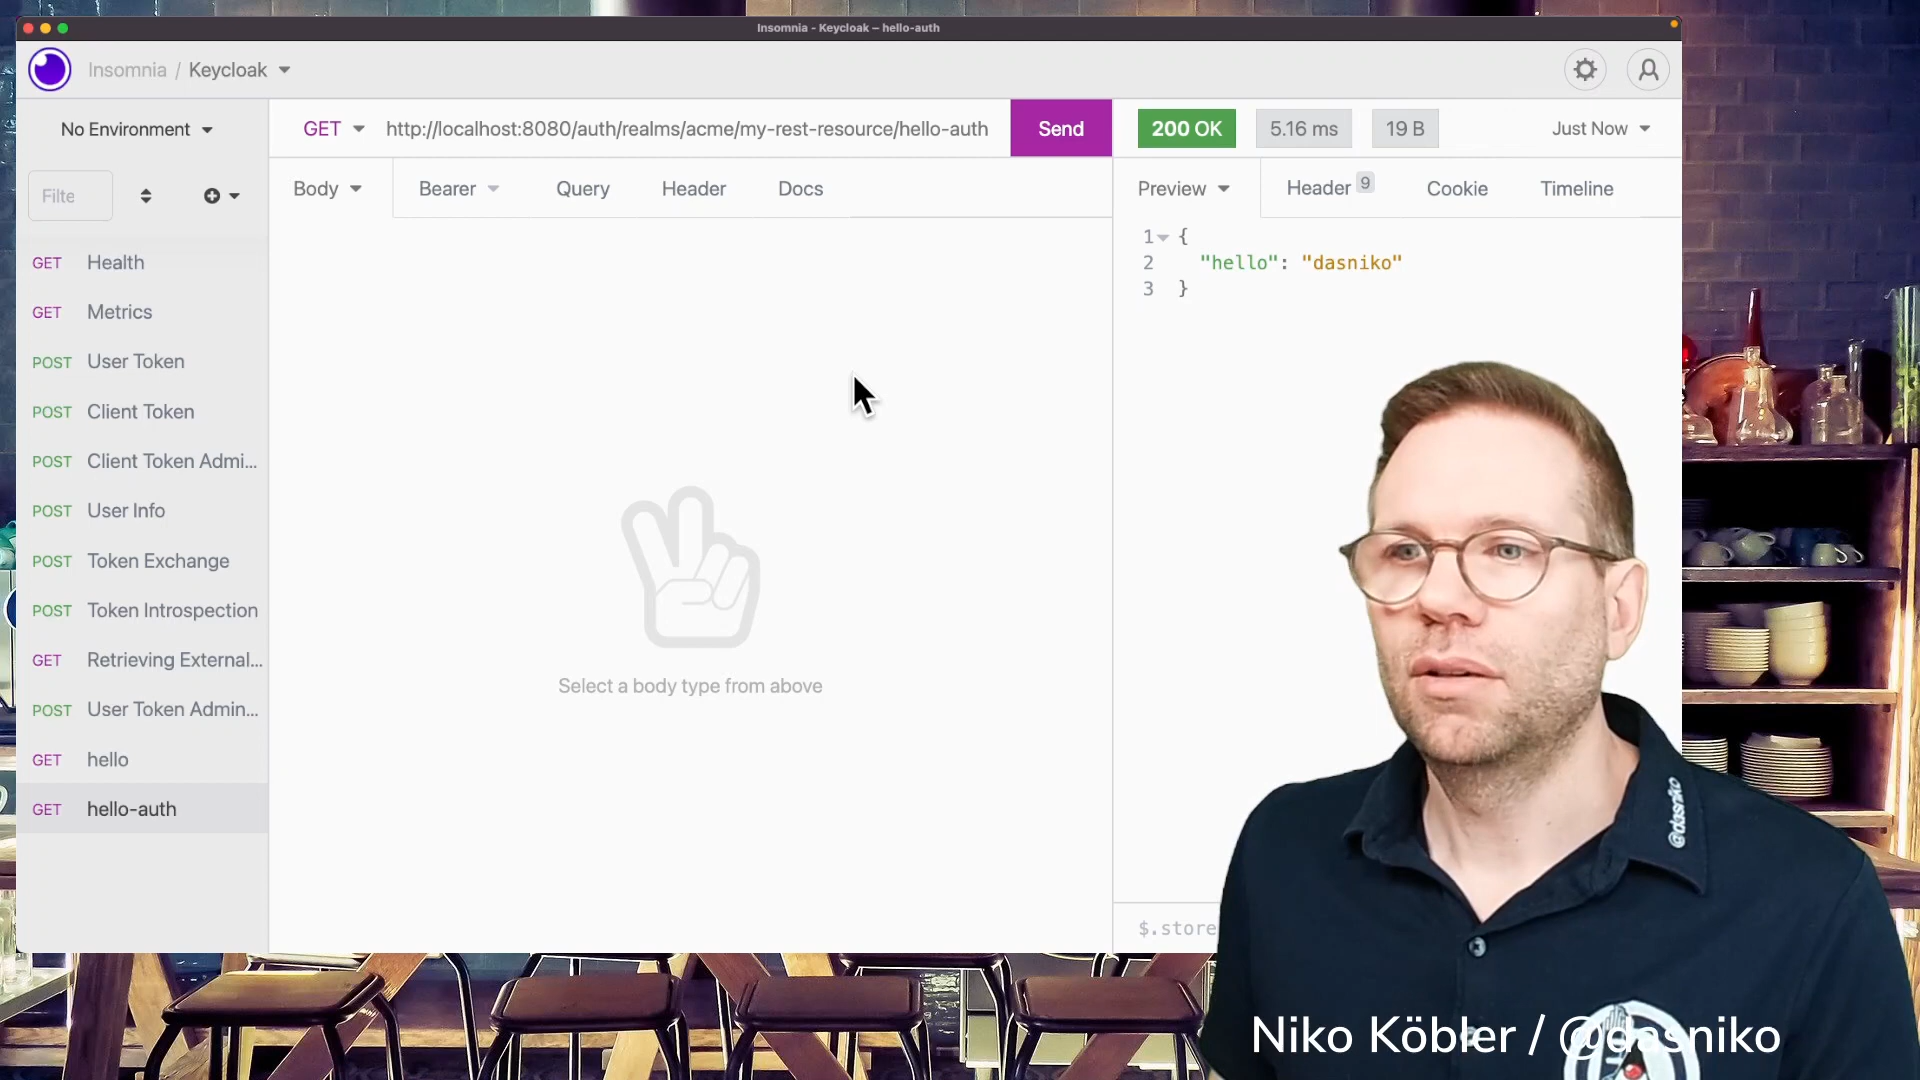 Insomnia - Keycloak – hello-auth
Insomnia / Keycloak
No Environment
GET http://localhost:8080/auth/realms/acme/my-rest-resource/hello-auth Send
200 OK 5.16 ms 19 B Just Now
Filte
Body Bearer Query Header Docs
Preview Header 9 Cookie Timeline
1 {
2 "hello": "dasniko"
3 }
GET Health
GET Metrics
POST User Token
POST Client Token
POST Client Token Admi...
POST User Info
POST Token Exchange
POST Token Introspection
GET Retrieving External...
POST User Token Admin...
GET hello
GET hello-auth
Select a body type from above
$.store
@dasniko
Niko Köbler / @dasniko